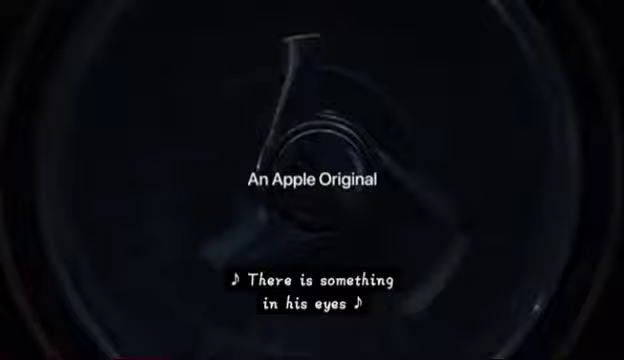 An Apple Original
♪ There is something
in his eyes ♪